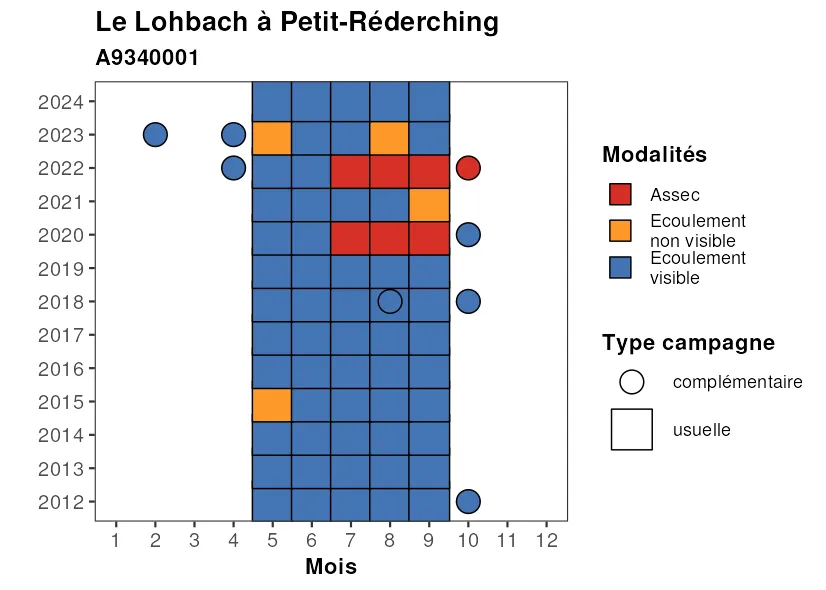 Le Lohbach à Petit-Réderching
A9340001
2024
2023
2022
2021
2020
2019
2018
2017
2016
2015
2014
2013
2012
1 2 3 4 5 6 7 8 9 10 11 12
Mois
Modalités
Assec
Ecoulement
non visible
Ecoulement
visible
Type campagne
complémentaire
usuelle